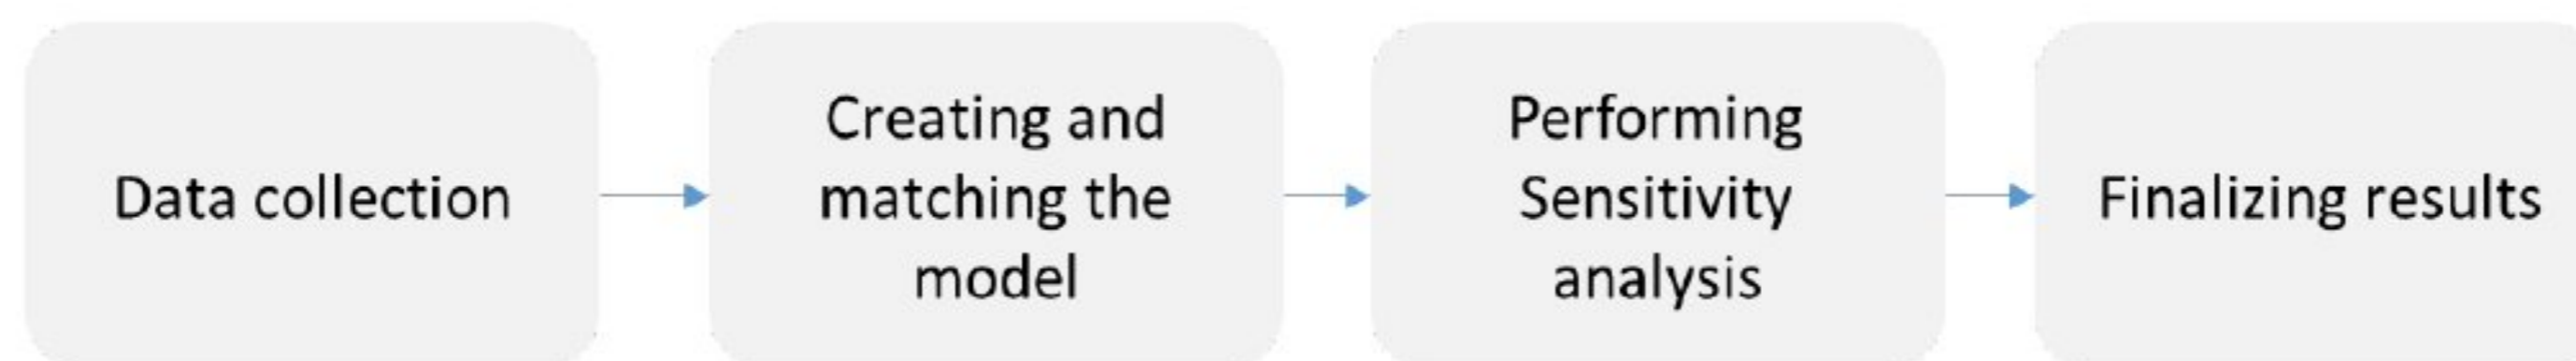 Data collection
Creating and
matching the
model
Performing
Sensitivity
analysis
Finalizing results